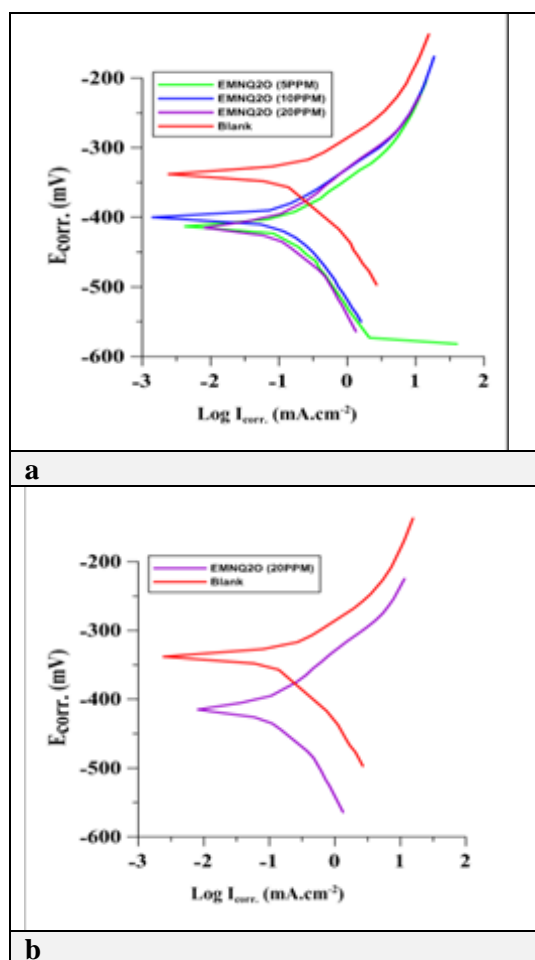 EMNQ2O (5PPM)
EMNQ2O (10PPM)
EMNQ2O (20PPM)
Blank
-200
-300
-400
-500
-600
Ecorr. (mV)
-3 -2 -1 0 1 2
Log Icorr. (mA.cm-2)
a
EMNQ2O (20PPM)
Blank
-200
-300
-400
-500
-600
Ecorr. (mV)
-3 -2 -1 0 1 2
Log Icorr. (mA.cm-2)
b